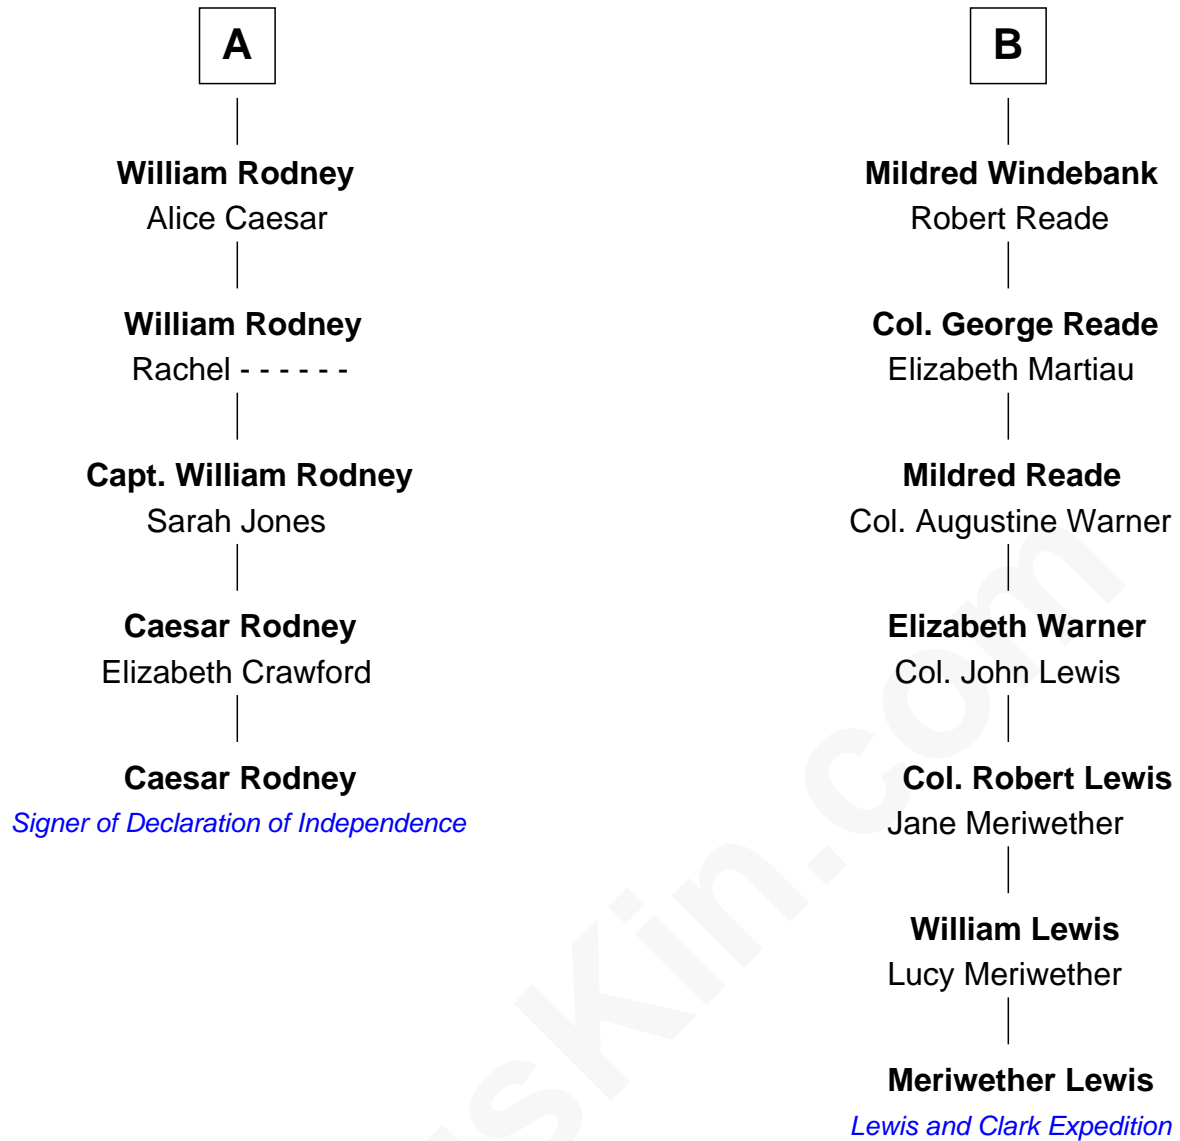 A
William Rodney
Alice Caesar
William Rodney
Rachel - - - - - -
Capt. William Rodney
Sarah Jones
Caesar Rodney
Elizabeth Crawford
Caesar Rodney
Signer of Declaration of Independence
B
Mildred Windebank
Robert Reade
Col. George Reade
Elizabeth Martiau
Mildred Reade
Col. Augustine Warner
Elizabeth Warner
Col. John Lewis
Col. Robert Lewis
Jane Meriwether
William Lewis
Lucy Meriwether
Meriwether Lewis
Lewis and Clark Expedition
usKin.com